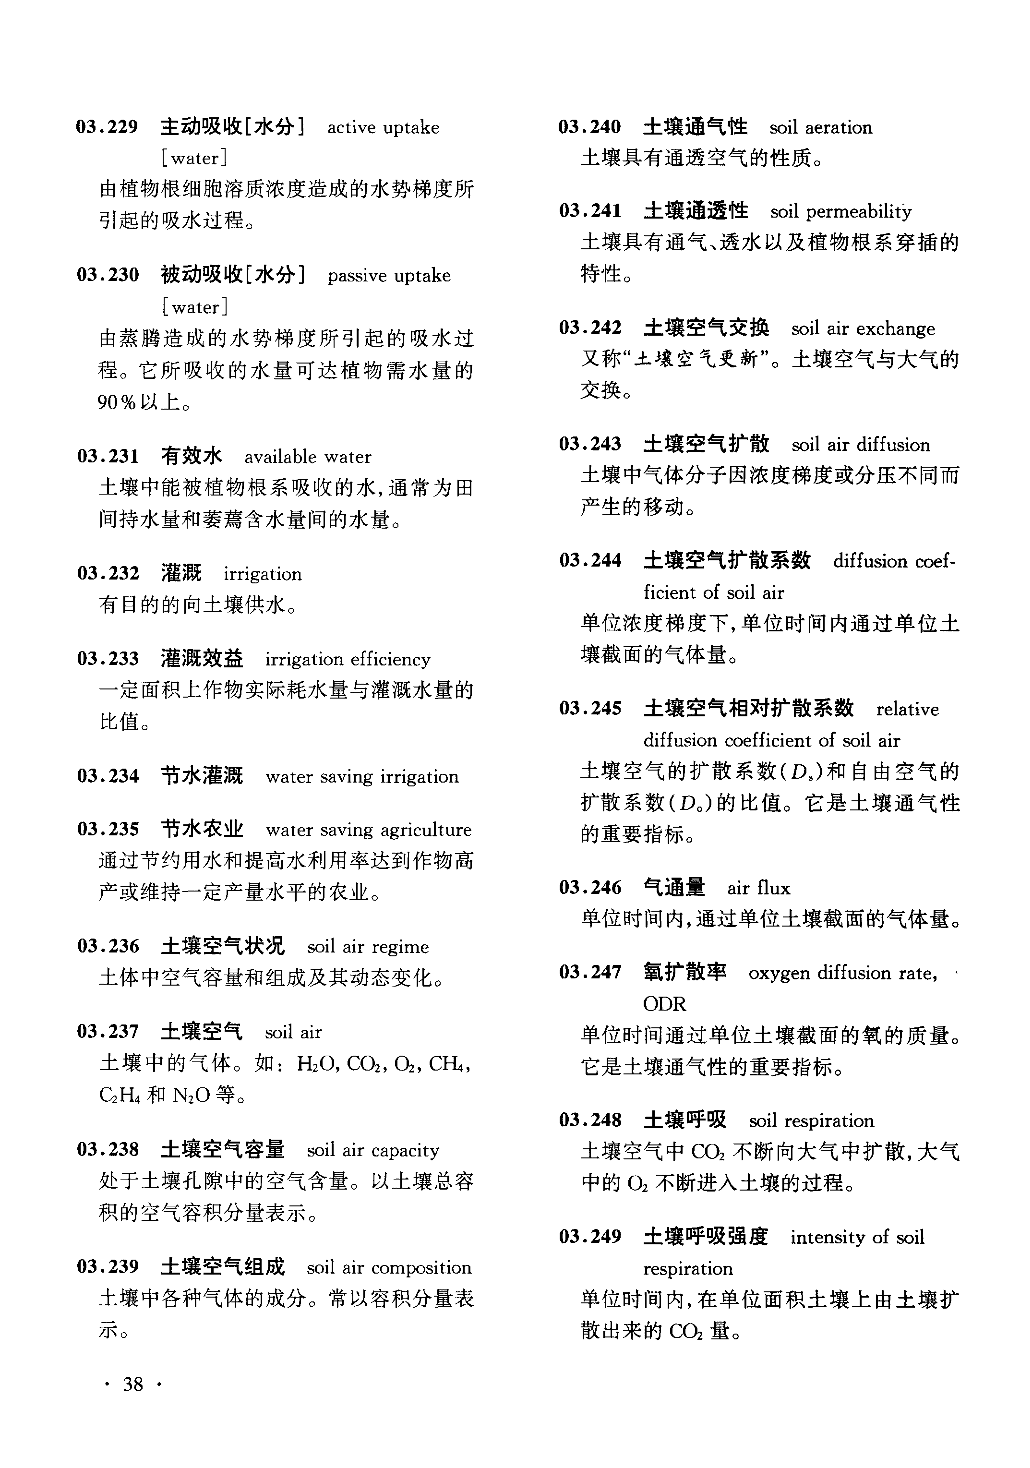 03.229 主动吸收[水分] active uptake
[water]
由植物根细胞溶质浓度造成的水势梯度所
引起的吸水过程。
03.230 被动吸收[水分] passive uptake
[water]
由蒸腾造成的水势梯度所引起的吸水过
程。它所吸收的水量可达植物需水量的
90%以上。
03.231 有效水 available water
土壤中能被植物根系吸收的水,通常为田
间持水量和萎蔫含水量间的水量。
03.232 灌溉 irrigation
有目的的向土壤供水。
03.233 灌溉效益 irrigation efficiency
一定面积上作物实际耗水量与灌溉水量的
比值。
03.234 节水灌溉 water saving irrigation
03.235 节水农业 water saving agriculture
通过节约用水和提高水利用率达到作物高
产或维持一定产量水平的农业。
03.236 土壤空气状况 soil air regime
土体中空气容量和组成及其动态变化。
03.237 土壤空气 soil air
土壤中的气体。如：H₂O, CO₂, O₂, CH₄,
C₂H₄ 和 N₂O 等。
03.238 土壤空气容量 soil air capacity
处于土壤孔隙中的空气含量。以土壤总容
积的空气容积分量表示。
03.239 土壤空气组成 soil air composition
土壤中各种气体的成分。常以容积分量表
示。
03.240 土壤通气性 soil aeration
土壤具有通透空气的性质。
03.241 土壤通透性 soil permeability
土壤具有通气、透水以及植物根系穿插的
特性。
03.242 土壤空气交换 soil air exchange
又称“土壤空气更新”。土壤空气与大气的
交换。
03.243 土壤空气扩散 soil air diffusion
土壤中气体分子因浓度梯度或分压不同而
产生的移动。
03.244 土壤空气扩散系数 diffusion coef-
ficient of soil air
单位浓度梯度下,单位时间内通过单位土
壤截面的气体量。
03.245 土壤空气相对扩散系数 relative
diffusion coefficient of soil air
土壤空气的扩散系数(Dₛ)和自由空气的
扩散系数(Dₒ)的比值。它是土壤通气性
的重要指标。
03.246 气通量 air flux
单位时间内,通过单位土壤截面的气体量。
03.247 氧扩散率 oxygen diffusion rate,
ODR
单位时间通过单位土壤截面的氧的质量。
它是土壤通气性的重要指标。
03.248 土壤呼吸 soil respiration
土壤空气中 CO₂ 不断向大气中扩散,大气
中的 O₂ 不断进入土壤的过程。
03.249 土壤呼吸强度 intensity of soil
respiration
单位时间内,在单位面积土壤上由土壤扩
散出来的 CO₂ 量。
· 38 ·